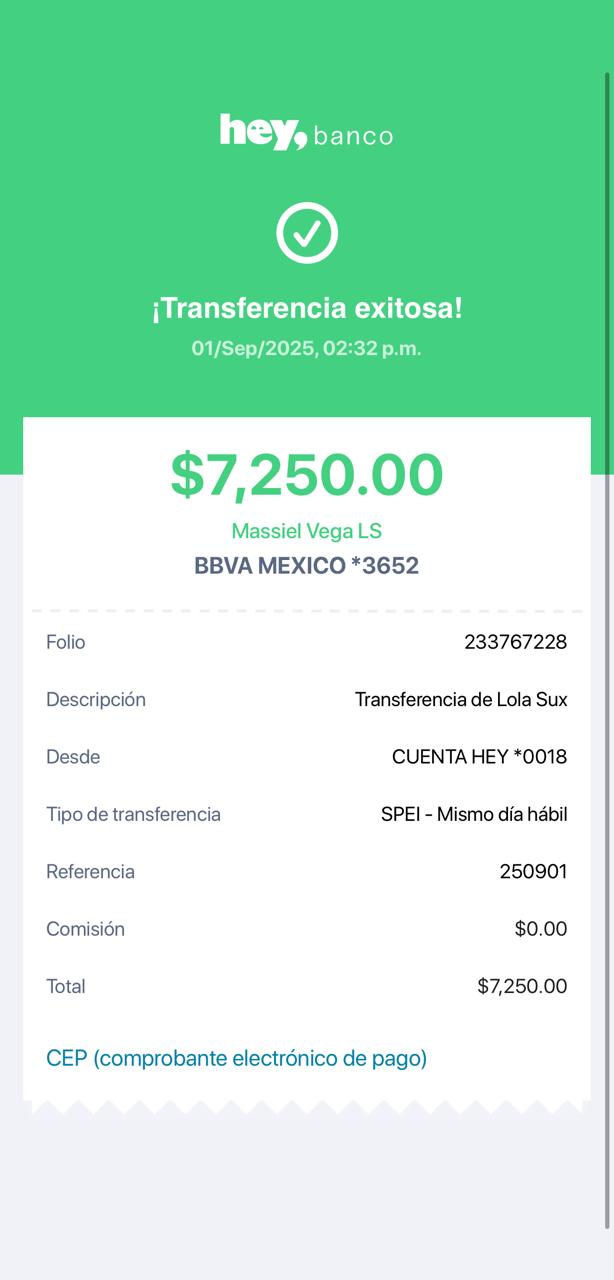 hey, banco
¡Transferencia exitosa!
01/Sep/2025, 02:32 p.m.
$7,250.00
Massiel Vega LS
BBVA MEXICO *3652
Folio 233767228
Descripción Transferencia de Lola Sux
Desde CUENTA HEY *0018
Tipo de transferencia SPEI - Mismo día hábil
Referencia 250901
Comisión $0.00
Total $7,250.00
CEP (comprobante electrónico de pago)